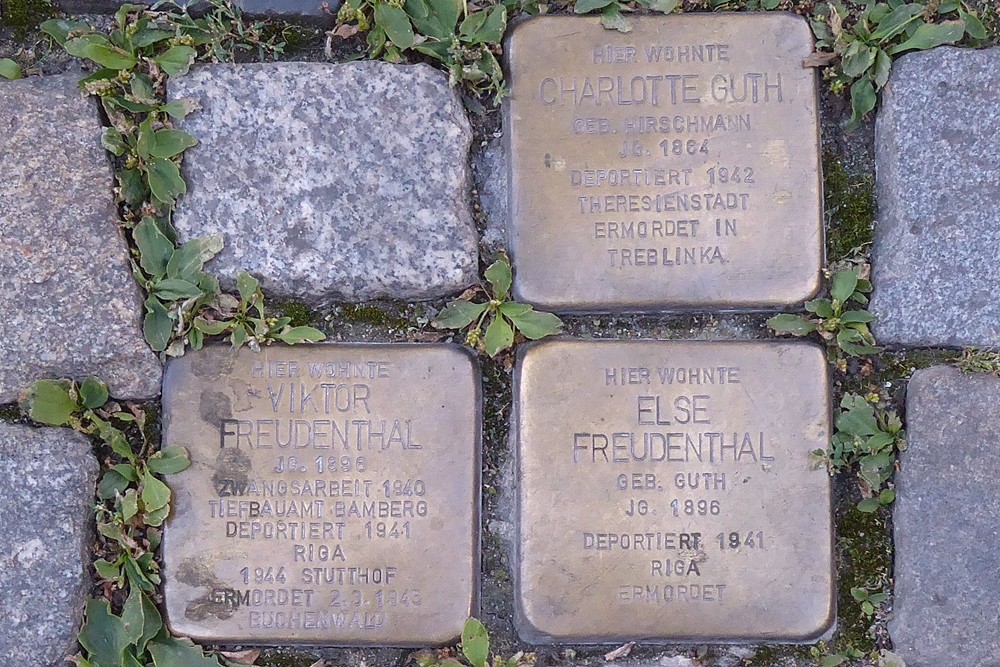 HIER WOHNTE
CHARLOTTE GUTH
GEB. HIRSCHMANN
JG. 1864
DEPORTIERT 1942
THERESIENSTADT
ERMORDET IN
TREBLINKA
HIER WOHNTE
VIKTOR
FREUDENTHAL
JG. 1896
ZWANGSARBEIT 1940
TIEFBAUAMT BAMBERG
DEPORTIERT 1941
RIGA
1944 STUTTHOF
ERMORDET
BUCHENWALD
HIER WOHNTE
ELSE
FREUDENTHAL
GEB. GUTH
JG. 1896
DEPORTIERT 1941
RIGA
ERMORDET